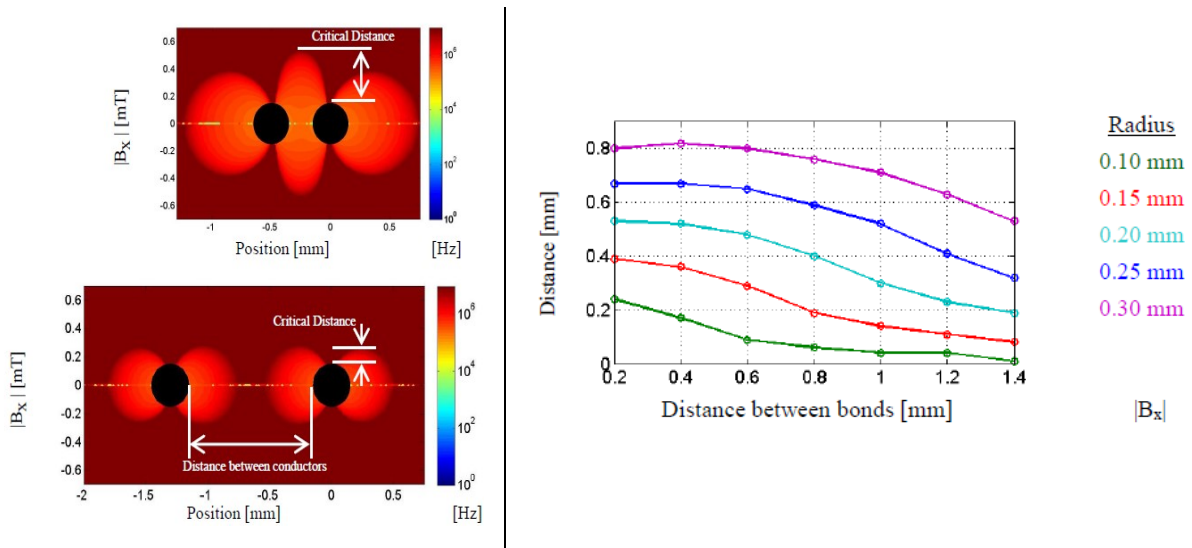 Critical Distance
0.6
0.4
0.2
0
0.2
0.4
0.6
|B_X| [mT]
-1 -0.5 0 0.5
Position [mm]
10^6
10^4
10^2
10^0
[Hz]
0.6
0.4
0.2
0
-0.2
-0.4
-0.6
|B_X| [mT]
Critical Distance
Distance between conductors
-2 -1.5 -1 -0.5 0 0.5
Position [mm]
10^6
10^4
10^2
10^0
[Hz]
0.8
0.6
0.4
0.2
0
Distance [mm]
0.2 0.4 0.6 0.8 1 1.2 1.4
Distance between bonds [mm]
Radius
0.10 mm
0.15 mm
0.20 mm
0.25 mm
0.30 mm
|B_x|